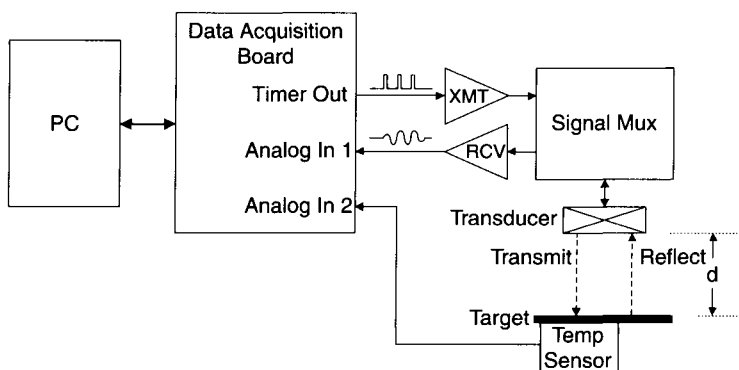 Data Acquisition
Board
PC
Timer Out
XMT
Signal Mux
Analog In 1
RCV
Analog In 2
Transducer
Transmit
Reflect
d
Target
Temp
Sensor